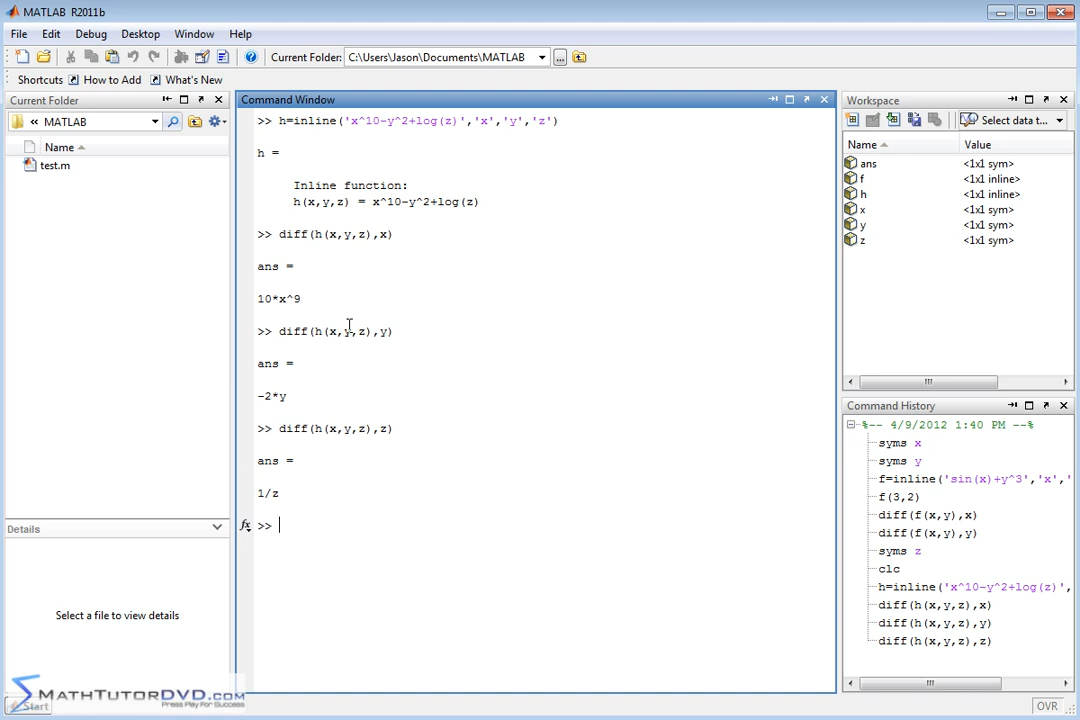 MATLAB R2011b
File Edit Debug Desktop Window Help
Current Folder: C:\Users\Jason\Documents\MATLAB
Shortcuts How to Add What's New
Current Folder
« MATLAB
Name
test.m
Details
Select a file to view details
MATHTUTORDVD.COM
Press Play For Success
Start
Command Window
>> h=inline('x^10-y^2+log(z)','x','y','z')
h =
Inline function:
h(x,y,z) = x^10-y^2+log(z)
>> diff(h(x,y,z),x)
ans =
10*x^9
>> diff(h(x,y,z),y)
ans =
-2*y
>> diff(h(x,y,z),z)
ans =
1/z
fx >>
Workspace
Select data t...
Name Value
ans <1x1 sym>
f <1x1 inline>
h <1x1 inline>
x <1x1 sym>
y <1x1 sym>
z <1x1 sym>
Command History
%-- 4/9/2012 1:40 PM --%
syms x
syms y
f=inline('sin(x)+y^3','x','
f(3,2)
diff(f(x,y),x)
diff(f(x,y),y)
syms z
clc
h=inline('x^10-y^2+log(z)',
diff(h(x,y,z),x)
diff(h(x,y,z),y)
diff(h(x,y,z),z)
OVR